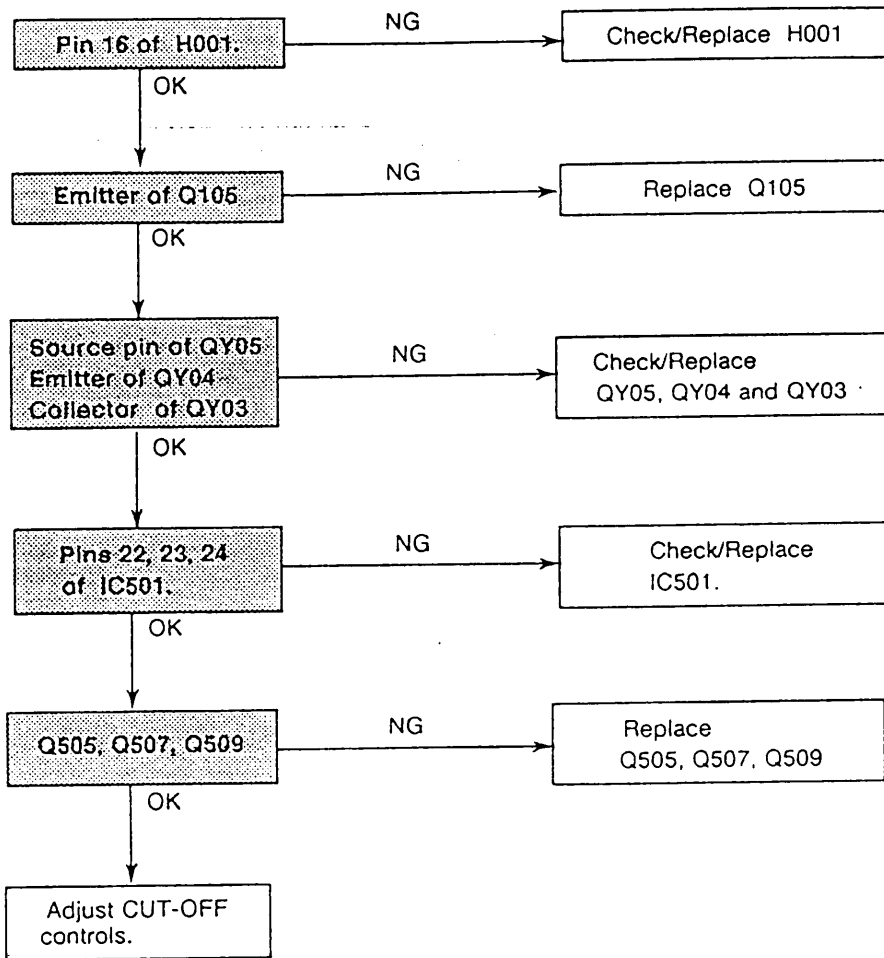 Pin 16 of H001.
NG
Check/Replace H001
OK
Emitter of Q105
NG
Replace Q105
OK
Source pin of QY05
Emitter of QY04
Collector of QY03
NG
Check/Replace
QY05, QY04 and QY03
OK
Pins 22, 23, 24
of IC501.
NG
Check/Replace
IC501.
OK
Q505, Q507, Q509
NG
Replace
Q505, Q507, Q509
OK
Adjust CUT-OFF
controls.